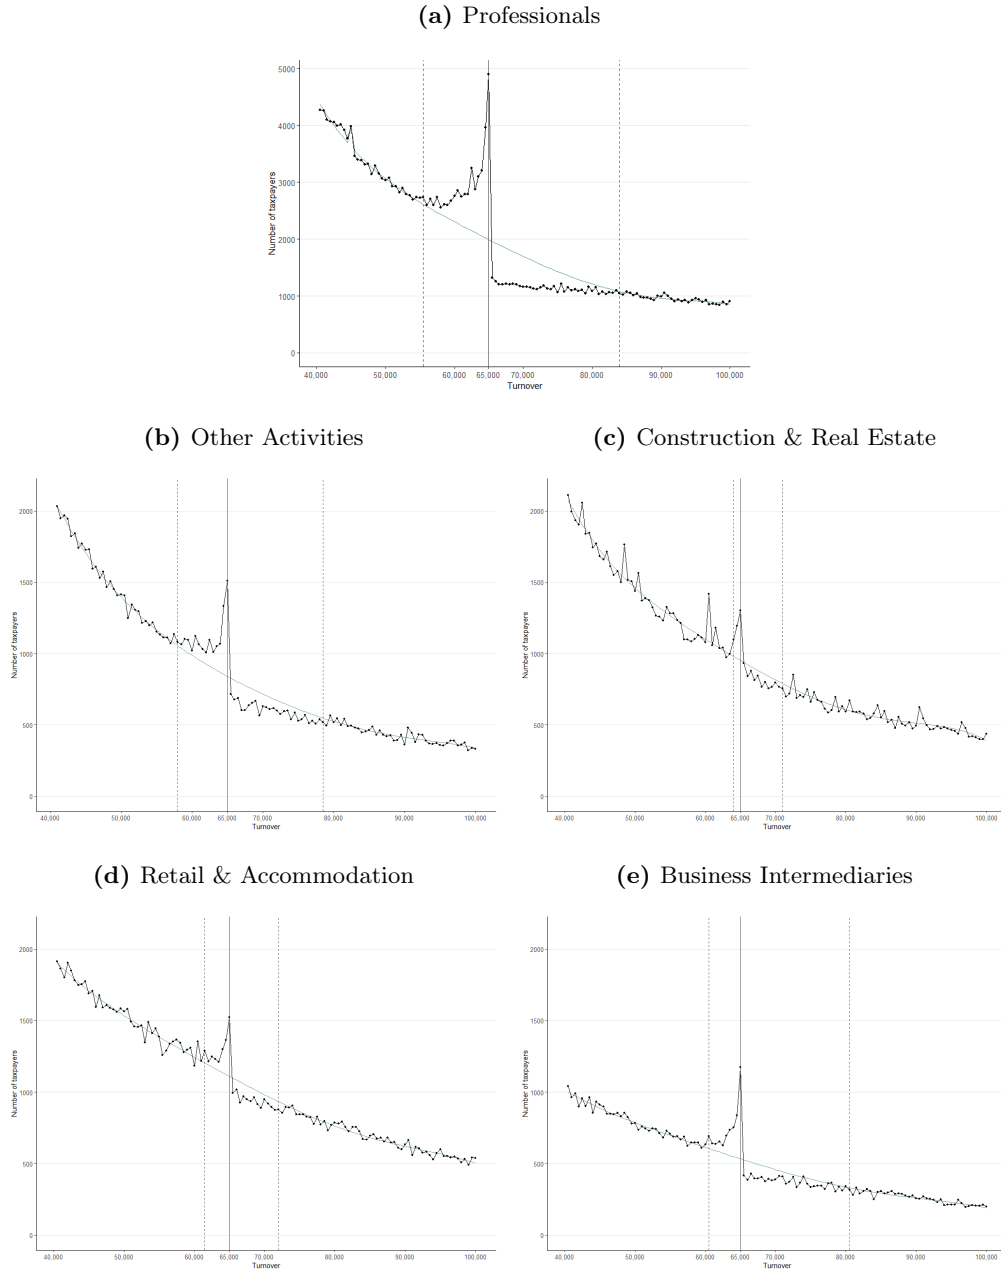 (a) Professionals
5000
4000
3000
2000
1000
0
Number of taxpayers
40,000 50,000 60,000 65,000 70,000 80,000 90,000 100,000
Turnover
(b) Other Activities
2000
1500
1000
500
0
Number of taxpayers
40,000 50,000 60,000 65,000 70,000 80,000 90,000 100,000
Turnover
(c) Construction & Real Estate
2000
1500
1000
500
0
Number of taxpayers
40,000 50,000 60,000 65,000 70,000 80,000 90,000 100,000
Turnover
(d) Retail & Accommodation
2000
1500
1000
500
0
Number of taxpayers
40,000 50,000 60,000 65,000 70,000 80,000 90,000 100,000
Turnover
(e) Business Intermediaries
2000
1500
1000
500
0
Number of taxpayers
40,000 50,000 60,000 65,000 70,000 80,000 90,000 100,000
Turnover